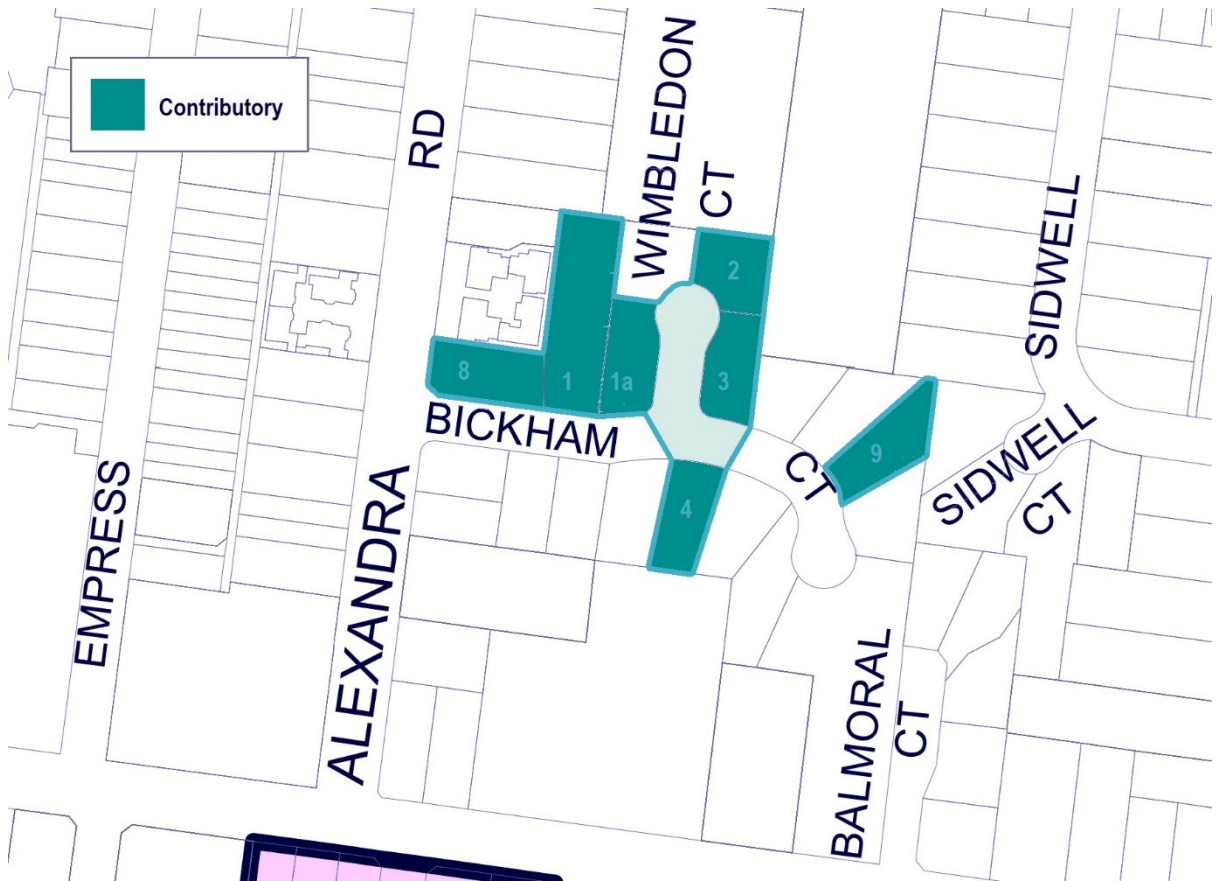 Contributory
RD
WIMBLEDON
CT
SIDWELL
2
8
1
1a
3
BICKHAM
CT
9
SIDWELL
CT
4
EMPRESS
ALEXANDRA
BALMORAL
CT